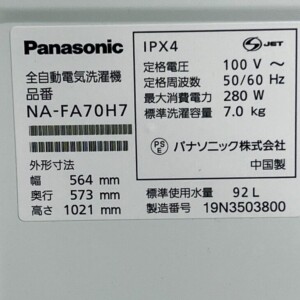 Panasonic
全自動電気洗濯機
品番
NA-FA70H7
外形寸法
幅 564 mm
奥行 573 mm
高さ 1021 mm
IPX4
S JET
定格電圧 100 V ~
定格周波数 50/60 Hz
最大消費電力 280 W
標準洗濯容量 7.0 kg
PS E パナソニック株式会社
中国製
標準使用水量 92 L
製造番号 19N3503800